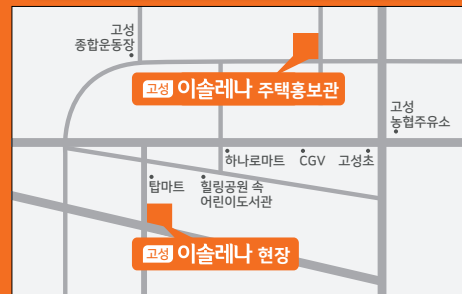 고성
종합운동장
고성 이솔레나 주택홍보관
고성
농협주유소
하나로마트 CGV 고성초
탑마트 힐링공원 속
어린이도서관
고성 이솔레나 현장